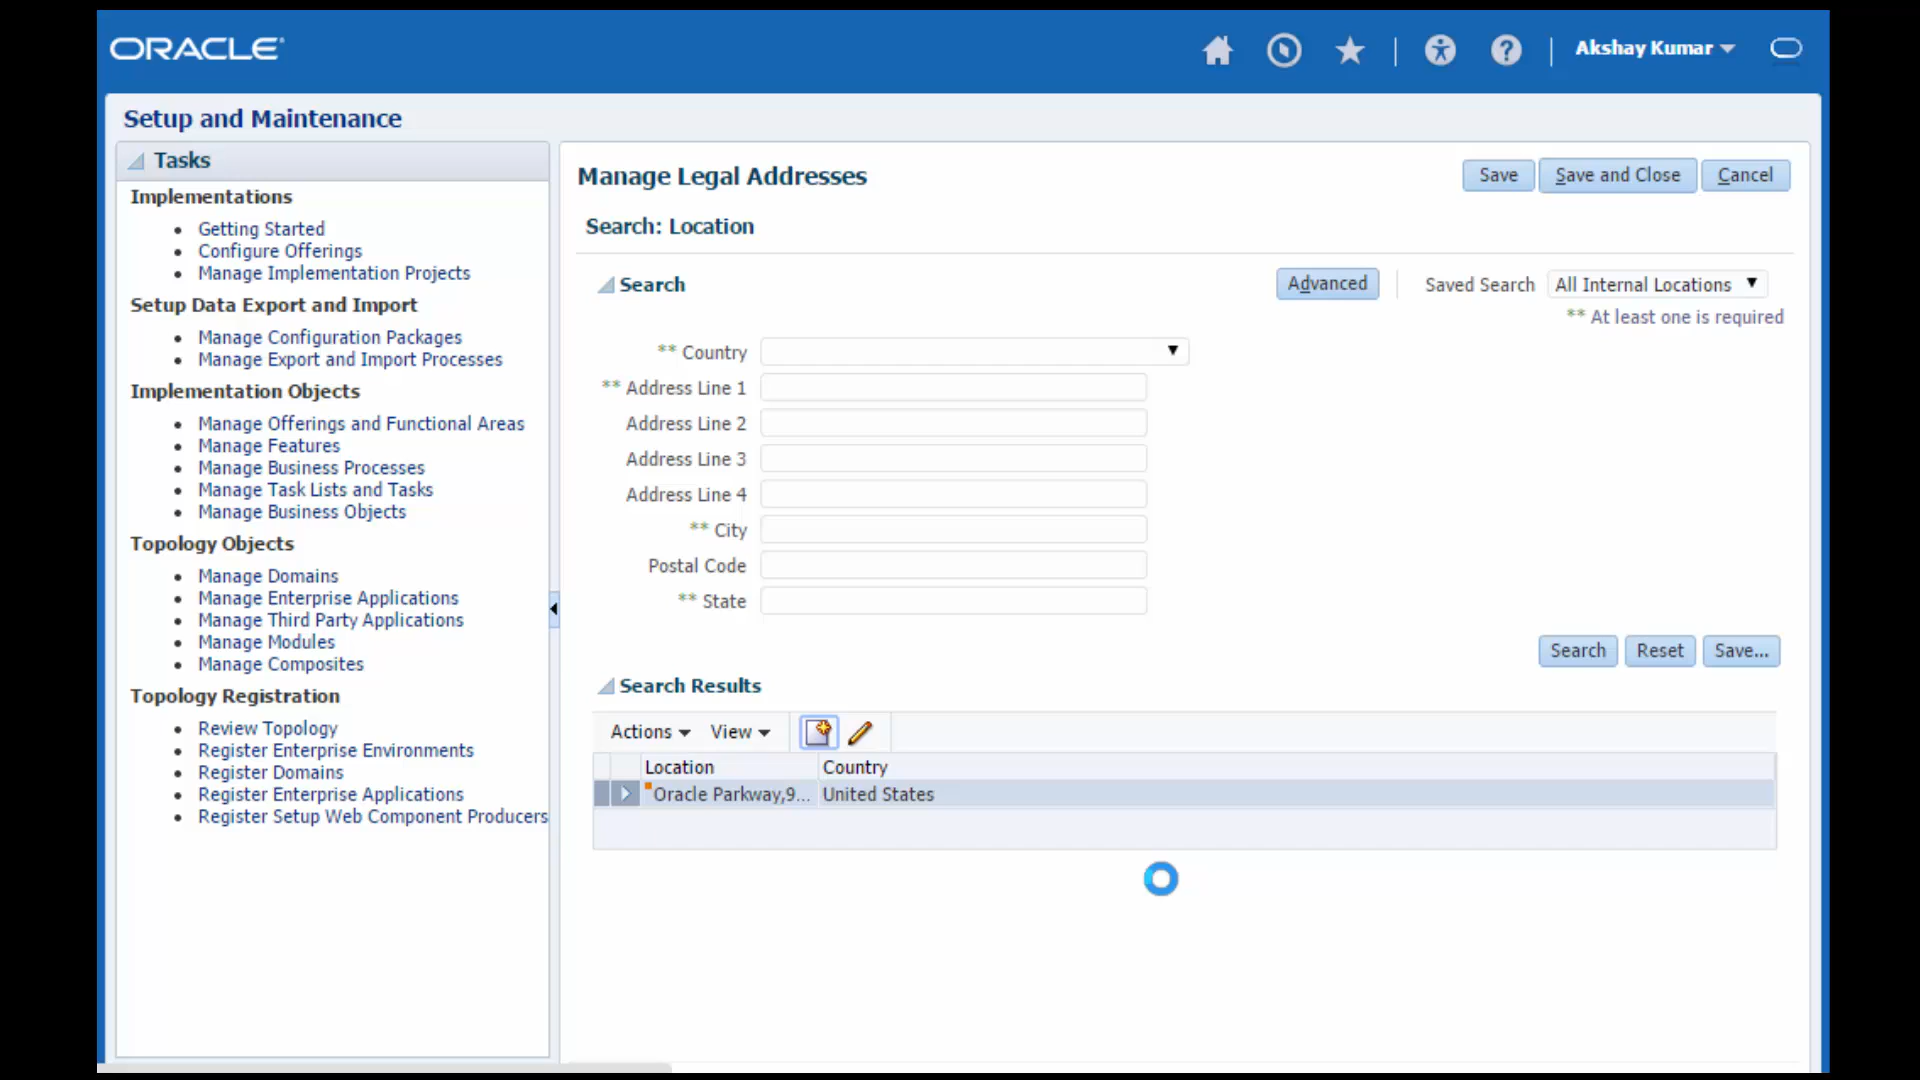 ORACLE
Akshay Kumar
Setup and Maintenance
Tasks
Implementations
Getting Started
Configure Offerings
Manage Implementation Projects
Setup Data Export and Import
Manage Configuration Packages
Manage Export and Import Processes
Implementation Objects
Manage Offerings and Functional Areas
Manage Features
Manage Business Processes
Manage Task Lists and Tasks
Manage Business Objects
Topology Objects
Manage Domains
Manage Enterprise Applications
Manage Third Party Applications
Manage Modules
Manage Composites
Topology Registration
Review Topology
Register Enterprise Environments
Register Domains
Register Enterprise Applications
Register Setup Web Component Producers
Manage Legal Addresses
Save Save and Close Cancel
Search: Location
Search
Advanced Saved Search All Internal Locations
** At least one is required
** Country
** Address Line 1
Address Line 2
Address Line 3
Address Line 4
** City
Postal Code
** State
Search Reset Save...
Search Results
Actions View
Location Country
Oracle Parkway,9... United States